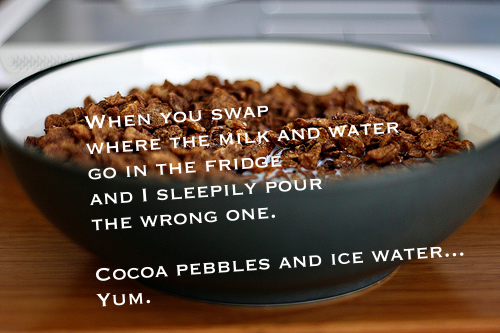 When you swap
where the milk and water
go in the fridge
and I sleepily pour
the wrong one.
Cocoa pebbles and ice water...
Yum.